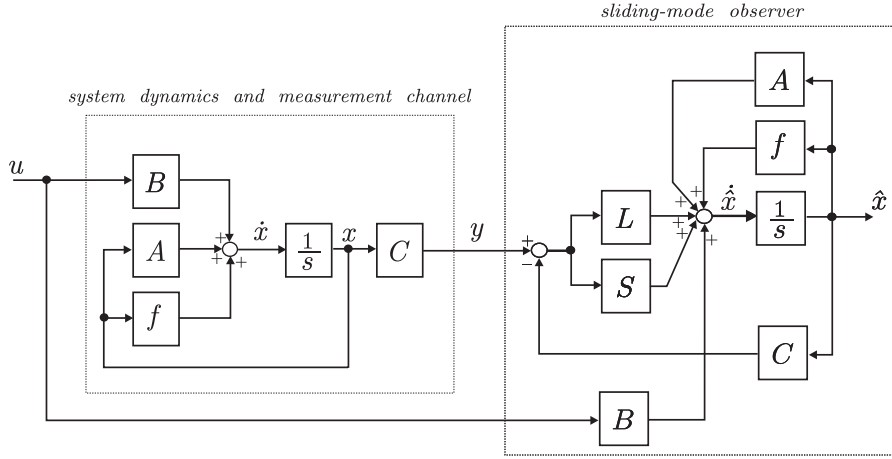 sliding-mode observer
system dynamics and measurement channel
A
f
u
B
ẋ
x
y
+
−
L
S
+
+
+
+
+
x̂̇
1/s
x̂
A
+
+
+
1/s
C
f
C
B